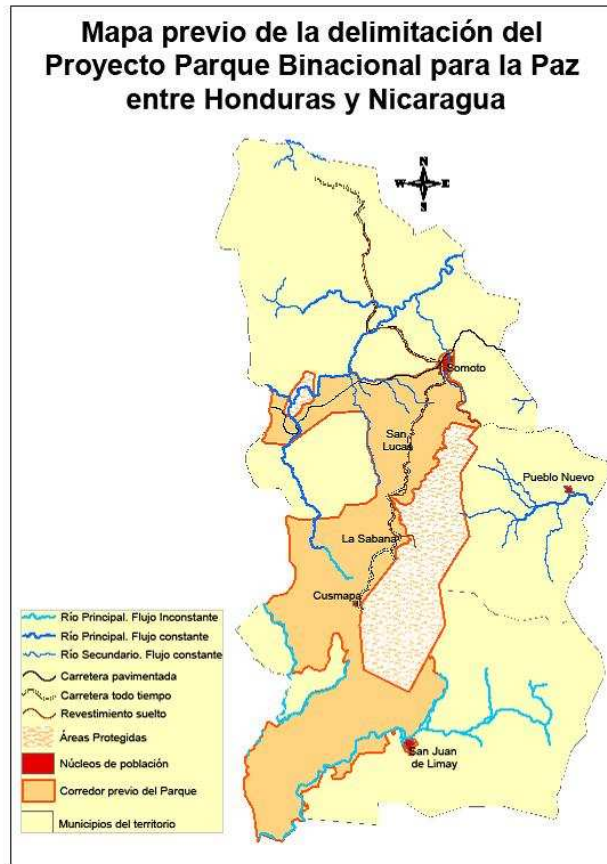 Mapa previo de la delimitación del
Proyecto Parque Binacional para la Paz
entre Honduras y Nicaragua
N
W E
S
Somoto
San
Lucas
Pueblo Nuevo
La Sabana
Cusmapa
San Juan
de Limay
Río Principal. Flujo Inconstante
Río Principal. Flujo constante
Río Secundario. Flujo constante
Carretera pavimentada
Carretera todo tiempo
Revestimiento suelto
Áreas Protegidas
Núcleos de población
Corredor previo del Parque
Municipios del territorio